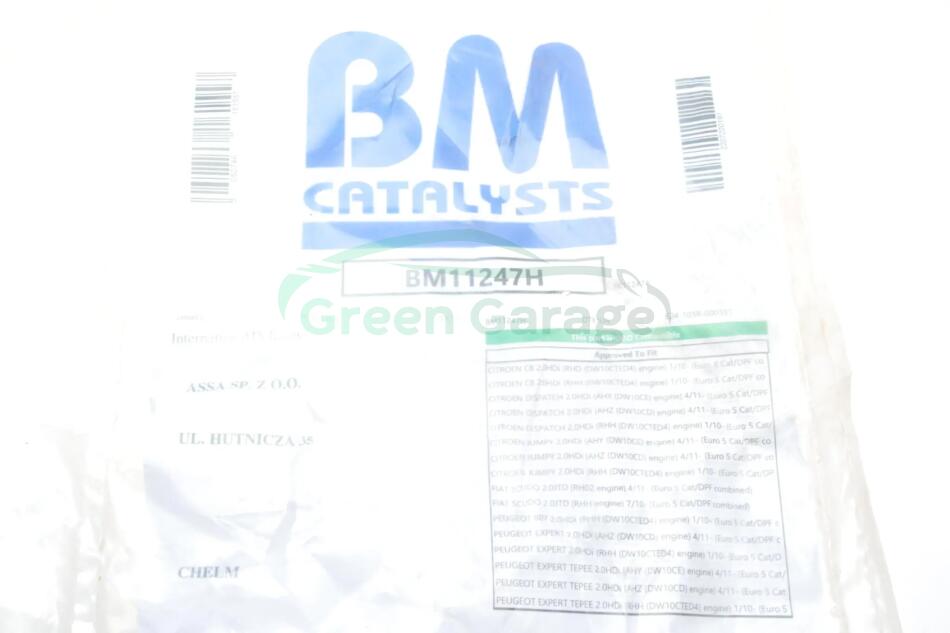 BM
CATALYSTS
BM11247H
Green Garage
BM11247H
ASSA SP. Z O.O.
UL. HUTNICZA 35
CHELM
Approved To Fit
CITROEN C8 2.0HDi (RHD (DW10CTED4) engine) 1/10- (Euro 5 Cat/DPF co
CITROEN C8 2.0HDi (RHH (DW10CTED4) engine) 1/10- (Euro 5 Cat/DPF co
CITROEN DISPATCH 2.0HDi (AHY (DW10CE) engine) 4/11- (Euro 5 Cat/DPF
CITROEN DISPATCH 2.0HDi (AHZ (DW10CD) engine) 4/11- (Euro 5 Cat/DPF
CITROEN DISPATCH 2.0HDi (RHH (DW10CTED4) engine) 1/10- (Euro 5 Cat/
CITROEN JUMPY 2.0HDi (AHY (DW10CE) engine) 4/11- (Euro 5 Cat/DPF co
CITROEN JUMPY 2.0HDi (AHZ (DW10CD) engine) 4/11- (Euro 5 Cat/DPF co
CITROEN JUMPY 2.0HDi (RHH (DW10CTED4) engine) 1/10- (Euro 5 Cat/DP
FIAT SCUDO 2.0JTD (RH02 engine) 4/11- (Euro 5 Cat/DPF combined)
FIAT SCUDO 2.0JTD (RHH engine) 7/10- (Euro 5 Cat/DPF combined)
PEUGEOT 807 2.0HDi (RHH (DW10CTED4) engine) 1/10- (Euro 5 Cat/DPF c
PEUGEOT EXPERT 2.0HDi (AHZ (DW10CD) engine) 4/11- (Euro 5 Cat/DPF c
PEUGEOT EXPERT 2.0HDi (RHH (DW10CTED4) engine) 1/10- (Euro 5 Cat/D
PEUGEOT EXPERT TEPEE 2.0HDi (AHY (DW10CE) engine) 4/11- (Euro 5 Cat/
PEUGEOT EXPERT TEPEE 2.0HDi (AHZ (DW10CD) engine) 4/11- (Euro 5 Cat
PEUGEOT EXPERT TEPEE 2.0HDi (RHH (DW10CTED4) engine) 1/10- (Euro 5